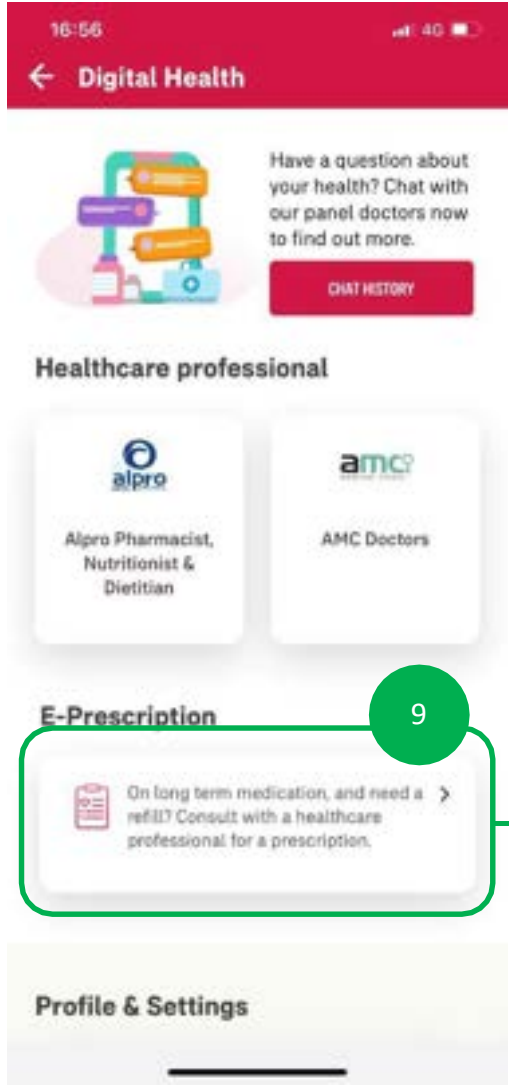 16:56
4G
Digital Health
Have a question about
your health? Chat with
our panel doctors now
to find out more.
CHAT HISTORY
Healthcare professional
alpro
amc
Alpro Pharmacist,
Nutritionist &
Dietitian
AMC Doctors
E-Prescription
9
On long term medication, and need a
refill? Consult with a healthcare
professional for a prescription.
Profile & Settings